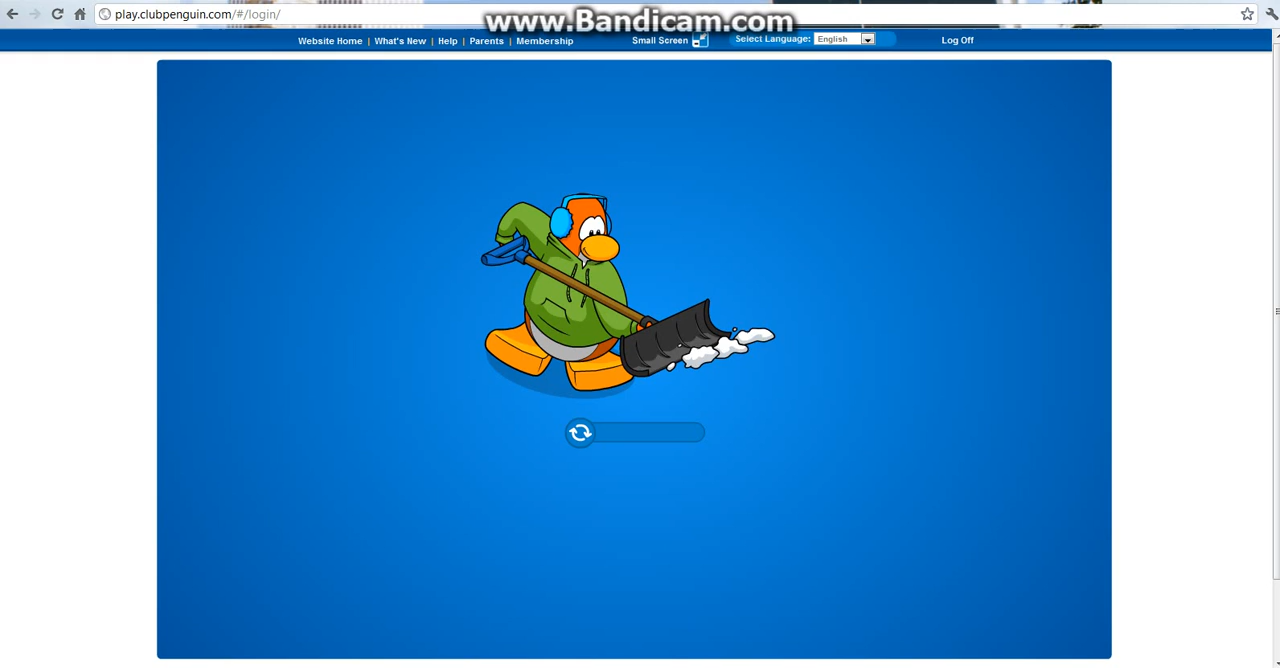 www.Bandicam.com
play.clubpenguin.com/#/login/
Website Home | What's New | Help | Parents | Membership Small Screen Select Language: English Log Off